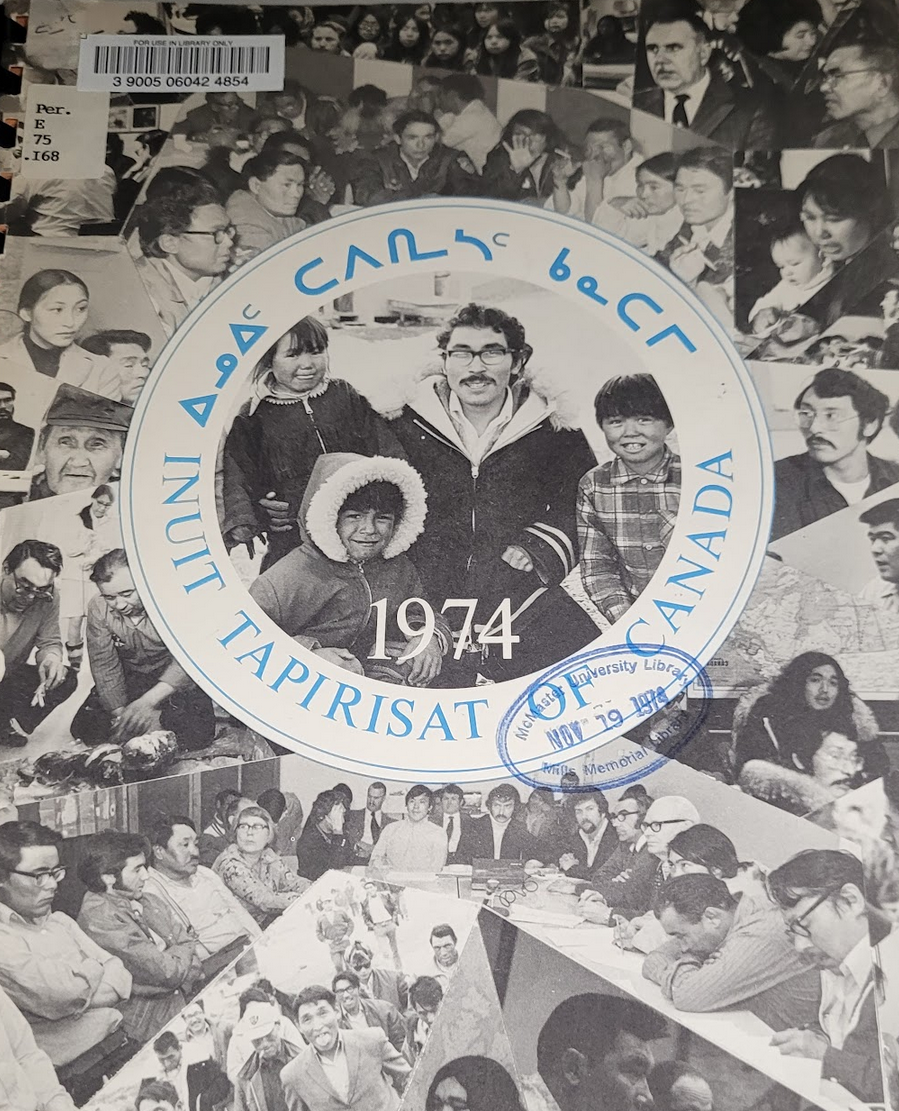 FOR USE IN LIBRARY ONLY
3 9005 06042 4854
Per.
E
75
.I68
ᐃᓄᐃᑦ ᑕᐱᕆᓴᑦ ᑲᓇᑕᒥ
INUIT TAPIRISAT OF CANADA
1974
McMaster University Library
NOV 19 1974
Mills Memorial Library